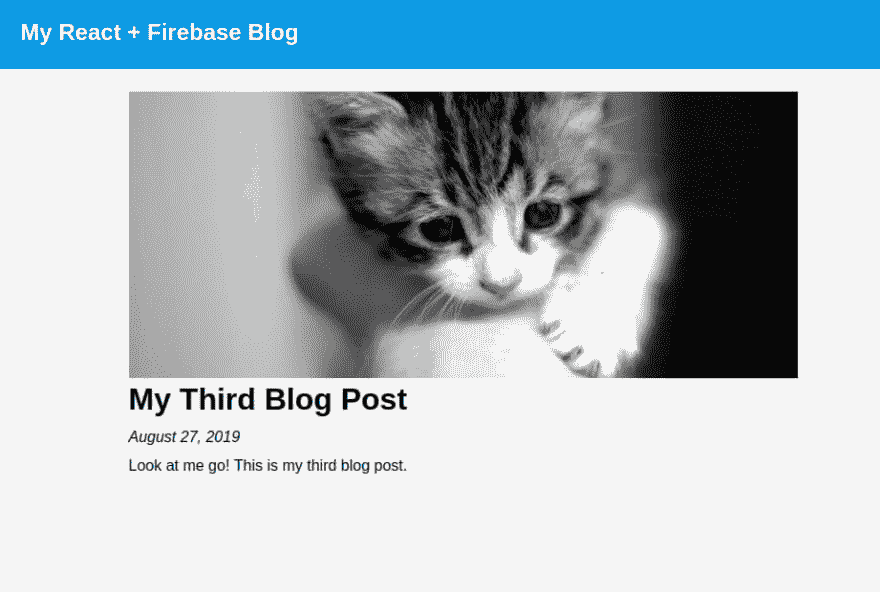 My React + Firebase Blog
My Third Blog Post
August 27, 2019
Look at me go! This is my third blog post.